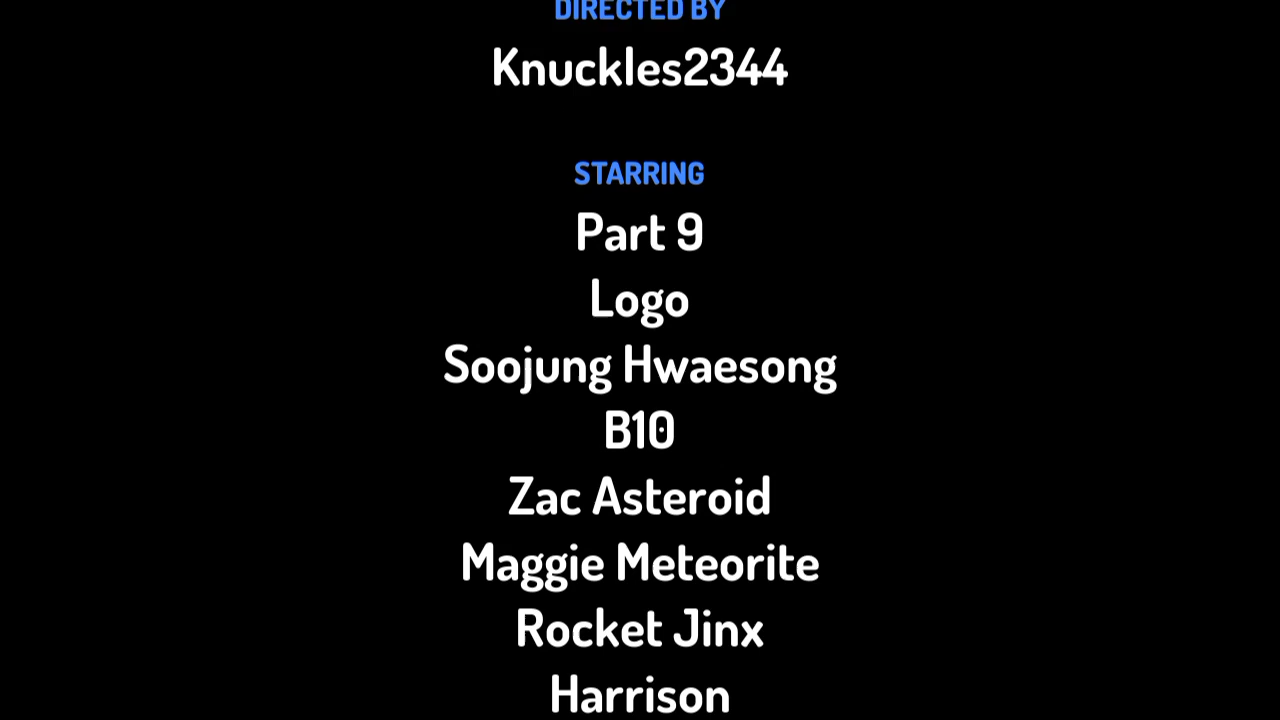 DIRECTED BY
Knuckles2344
STARRING
Part 9
Logo
Soojung Hwaesong
B10
Zac Asteroid
Maggie Meteorite
Rocket Jinx
Harrison